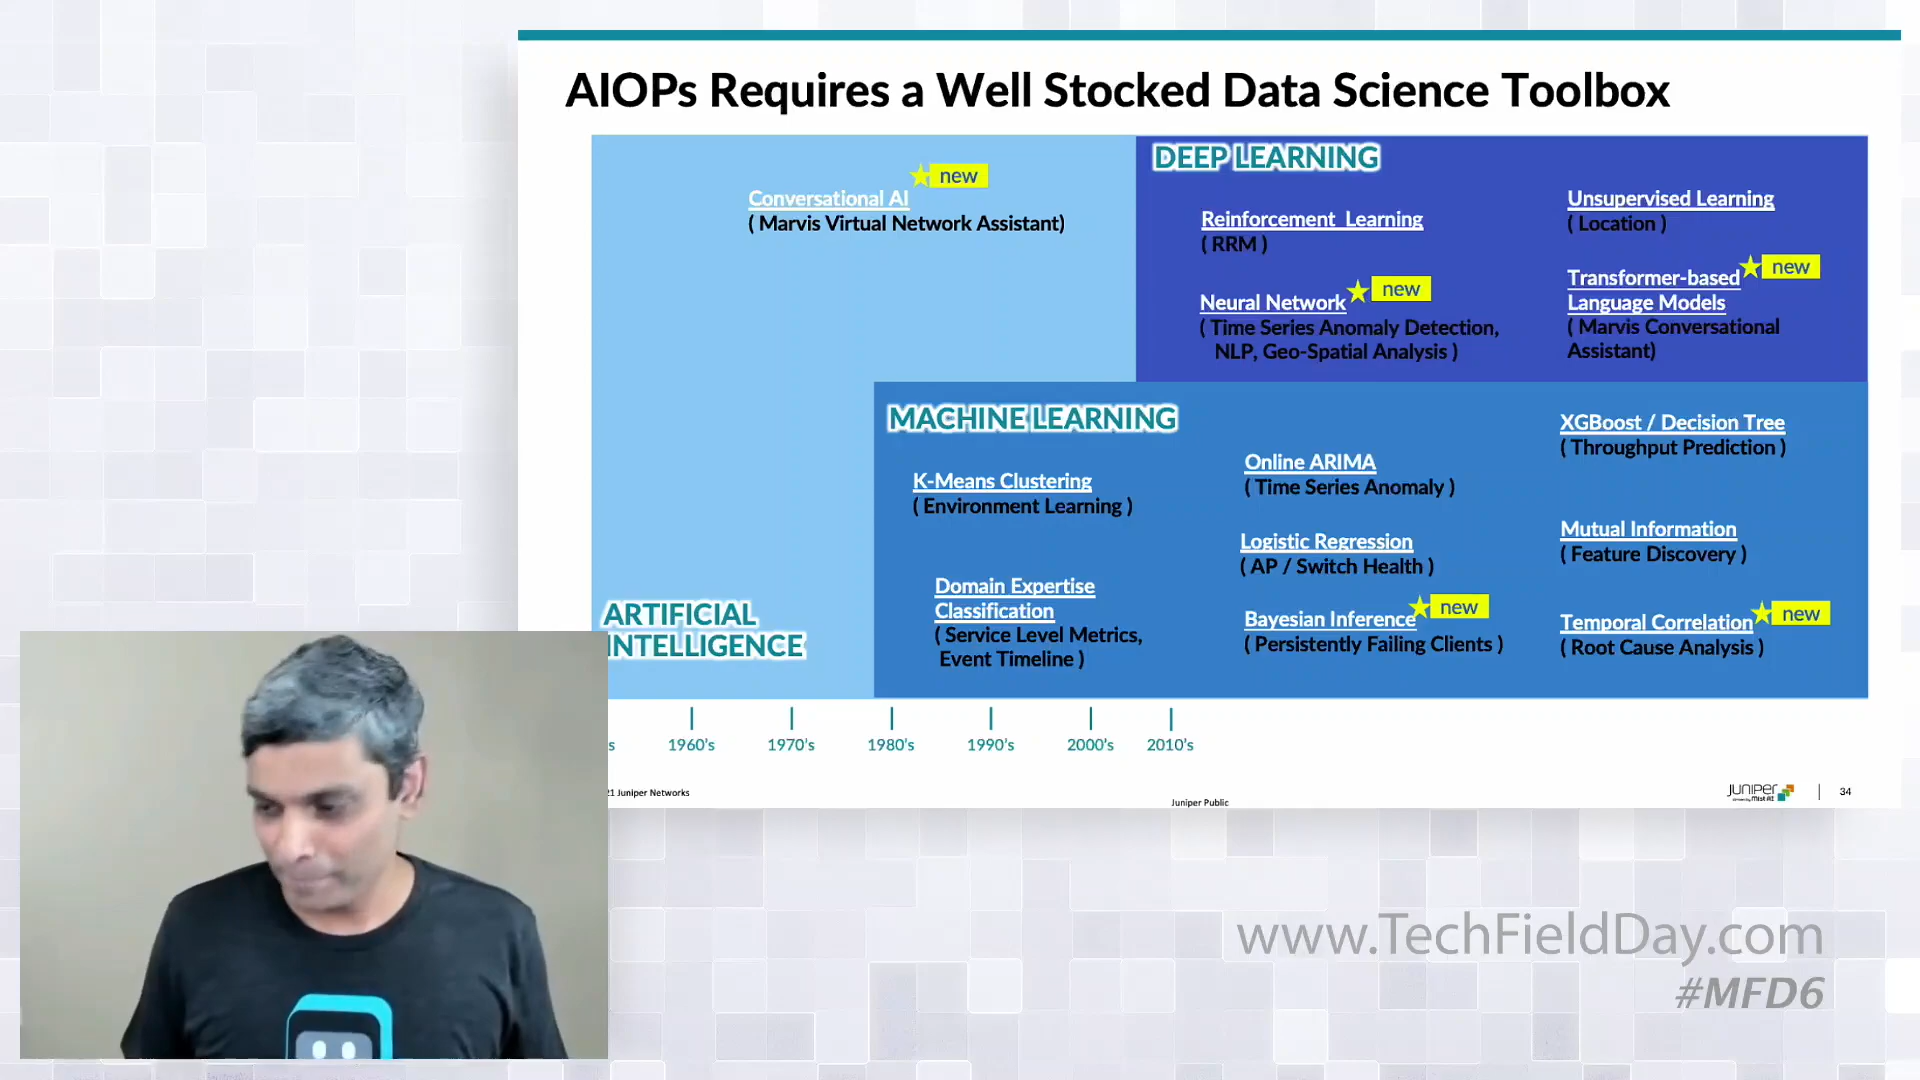 AIOPs Requires a Well Stocked Data Science Toolbox
Conversational AI
new
( Marvis Virtual Network Assistant)
DEEP LEARNING
Reinforcement Learning
( RRM )
Neural Network
new
( Time Series Anomaly Detection,
NLP, Geo-Spatial Analysis )
Unsupervised Learning
( Location )
Transformer-based
new
Language Models
( Marvis Conversational
Assistant)
MACHINE LEARNING
K-Means Clustering
( Environment Learning )
Domain Expertise
Classification
( Service Level Metrics,
Event Timeline )
Online ARIMA
( Time Series Anomaly )
Logistic Regression
( AP / Switch Health )
Bayesian Inference
new
( Persistently Failing Clients )
XGBoost / Decision Tree
( Throughput Prediction )
Mutual Information
( Feature Discovery )
Temporal Correlation
new
( Root Cause Analysis )
ARTIFICIAL
INTELLIGENCE
1960's
1970's
1980's
1990's
2000's
2010's
21 Juniper Networks
Juniper Public
JUNIPER
34
www.TechFieldDay.com
#MFD6